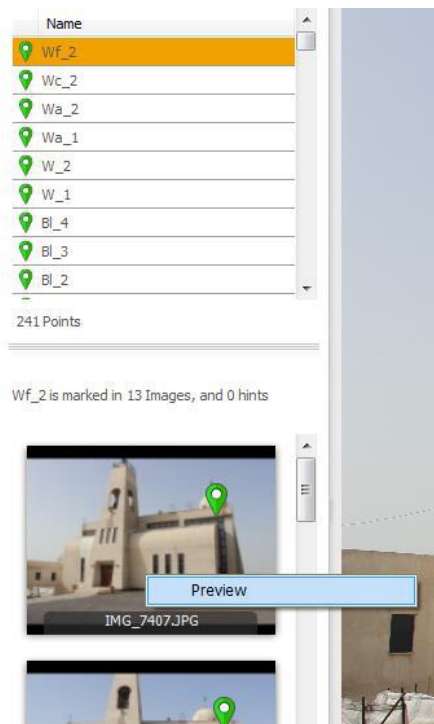 Name
Wf_2
Wc_2
Wa_2
Wa_1
W_2
W_1
Bl_4
Bl_3
Bl_2
241 Points
Wf_2 is marked in 13 Images, and 0 hints
Preview
IMG_7407.JPG